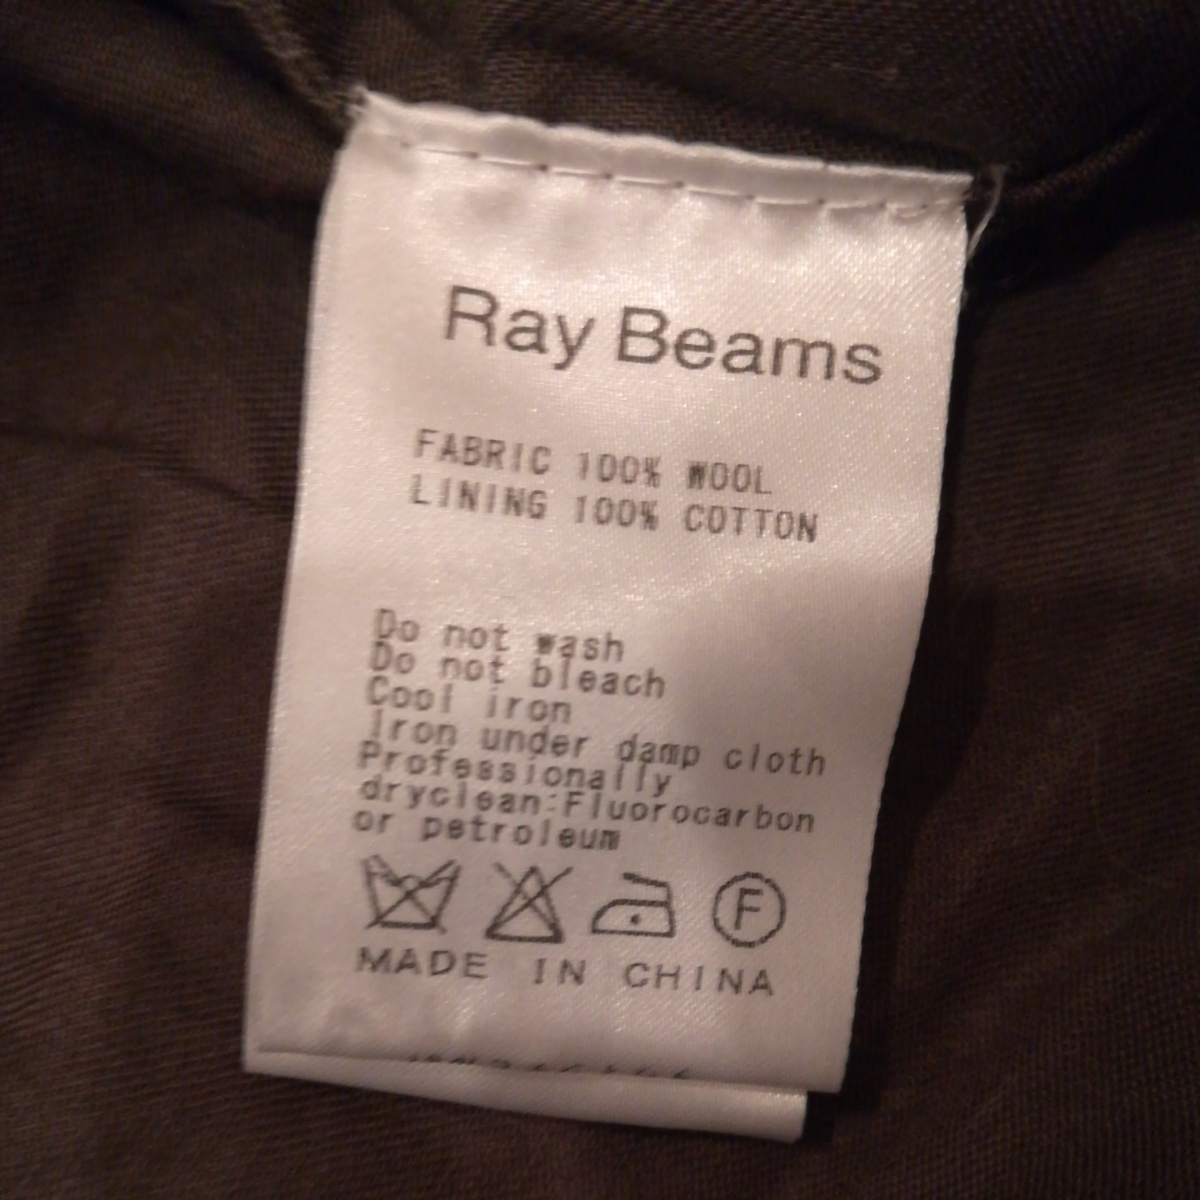 Ray Beams
FABRIC 100% WOOL
LINING 100% COTTON
Do not wash
Do not bleach
Cool iron
Iron under damp cloth
Professionally
dryclean:Fluorocarbon
or petroleum
F
MADE IN CHINA